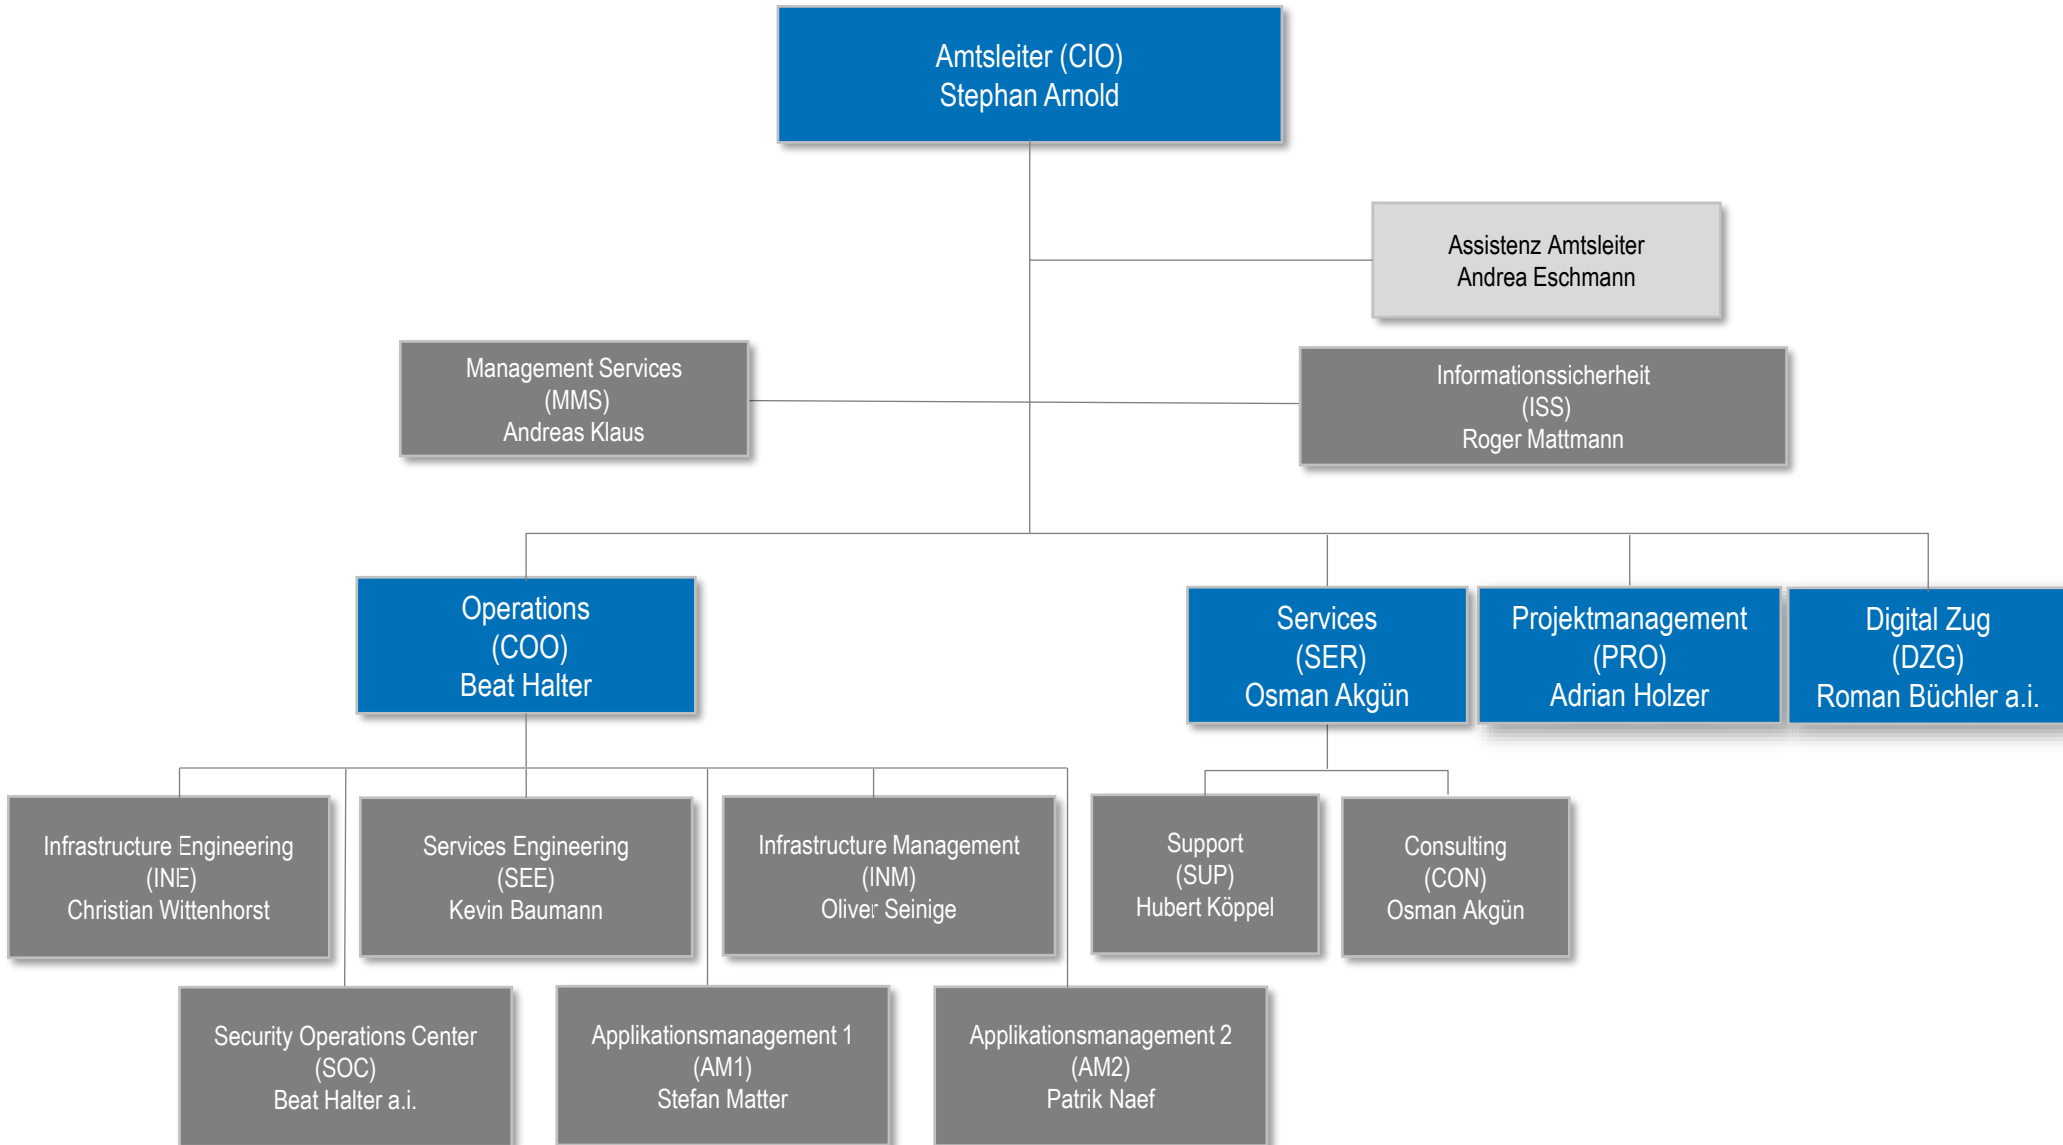 Amtsleiter (CIO)
Stephan Arnold
Assistenz Amtsleiter
Andrea Eschmann
Management Services
(MMS)
Andreas Klaus
Informationssicherheit
(ISS)
Roger Mattmann
Operations
(COO)
Beat Halter
Services
(SER)
Osman Akgün
Projektmanagement
(PRO)
Adrian Holzer
Digital Zug
(DZG)
Roman Büchler a.i.
Infrastructure Engineering
(INE)
Christian Wittenhorst
Services Engineering
(SEE)
Kevin Baumann
Infrastructure Management
(INM)
Oliver Seinige
Support
(SUP)
Hubert Köppel
Consulting
(CON)
Osman Akgün
Security Operations Center
(SOC)
Beat Halter a.i.
Applikationsmanagement 1
(AM1)
Stefan Matter
Applikationsmanagement 2
(AM2)
Patrik Naef